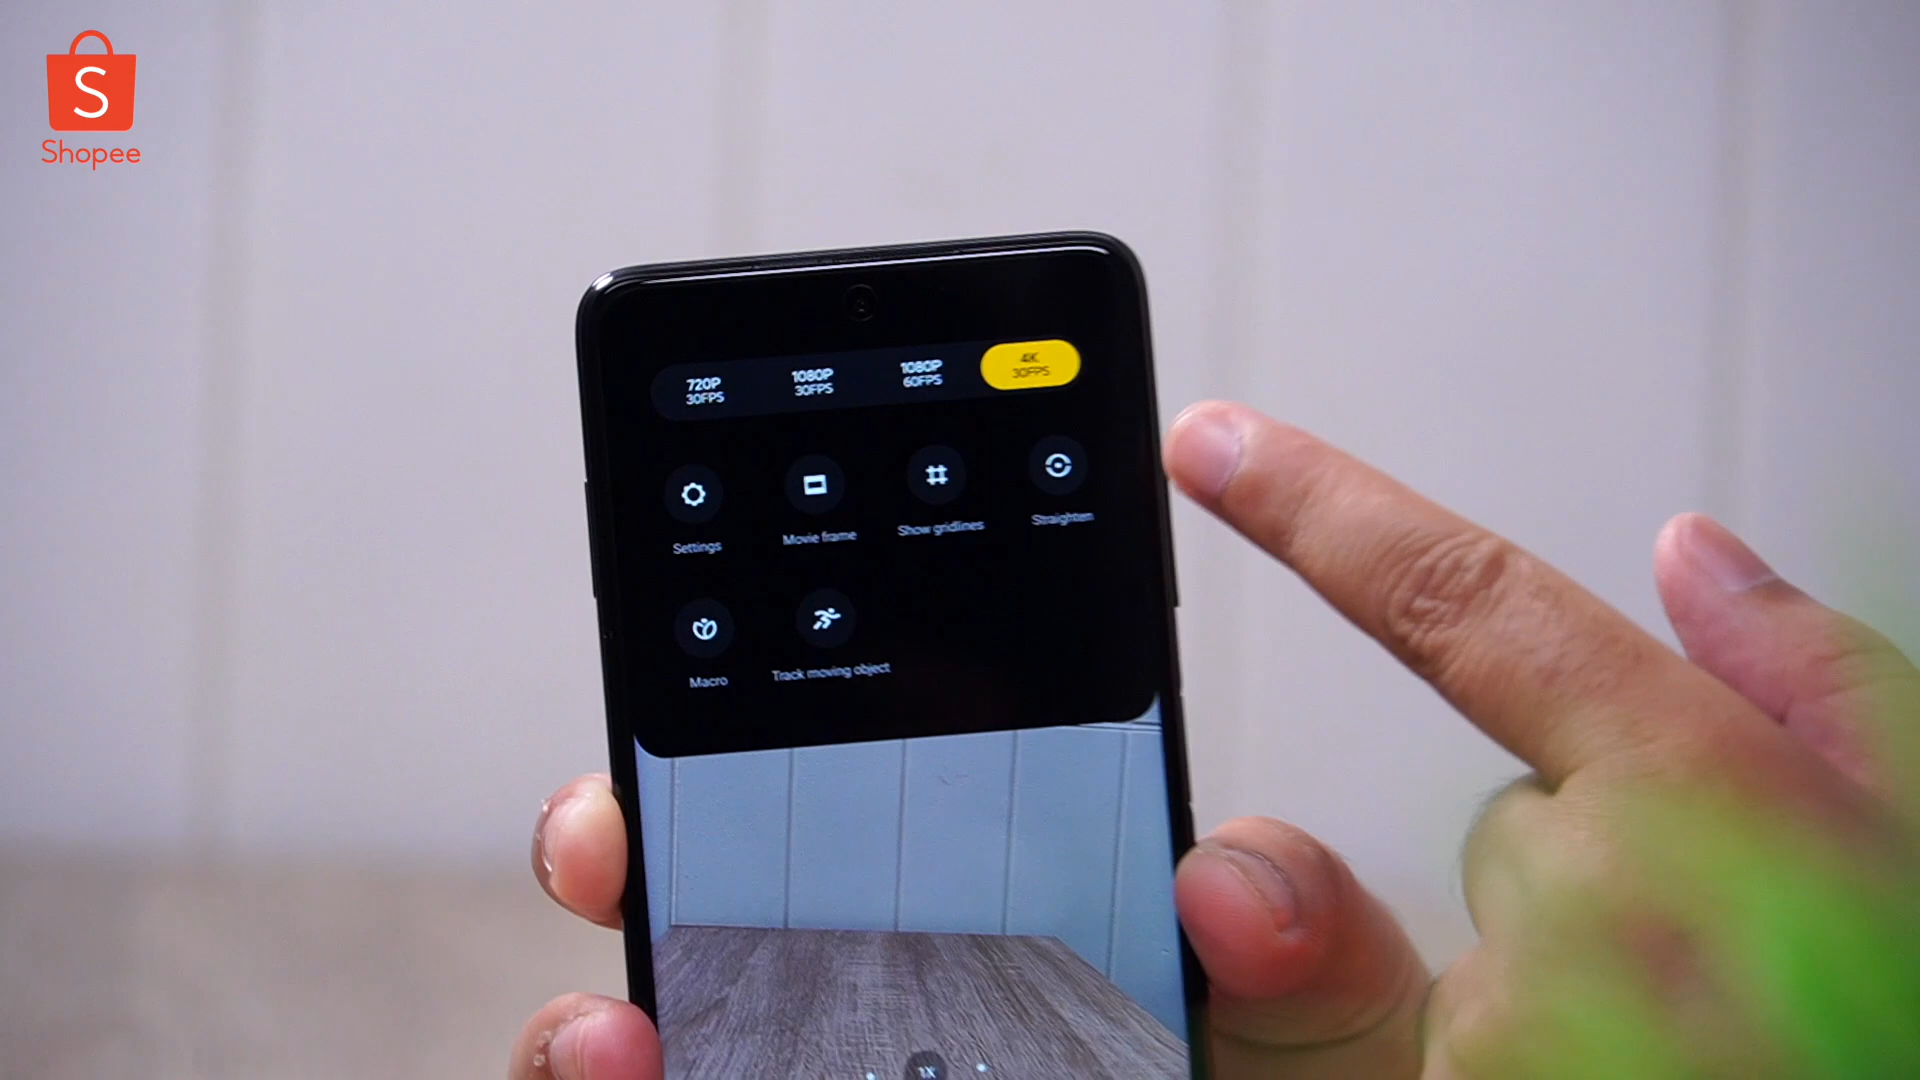 S
Shopee
720P
30FPS
1080P
30FPS
1080P
60FPS
4K
30FPS
Settings
Movie frame
Show gridlines
Straighten
Macro
Track moving object
1X